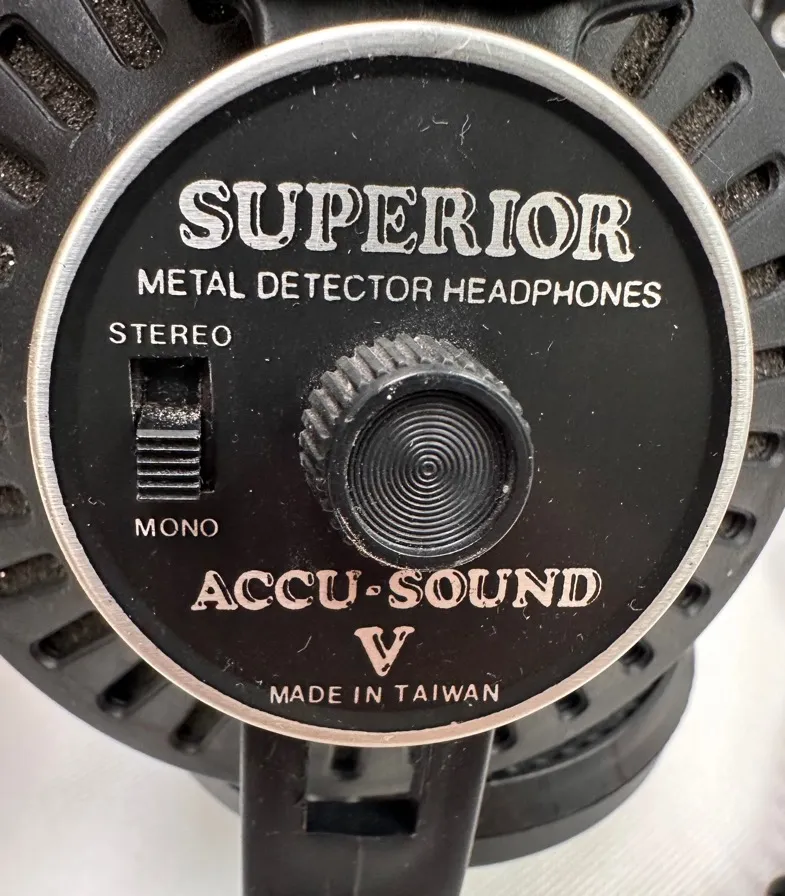 SUPERIOR
METAL DETECTOR HEADPHONES
STEREO
MONO
ACCU-SOUND
V
MADE IN TAIWAN